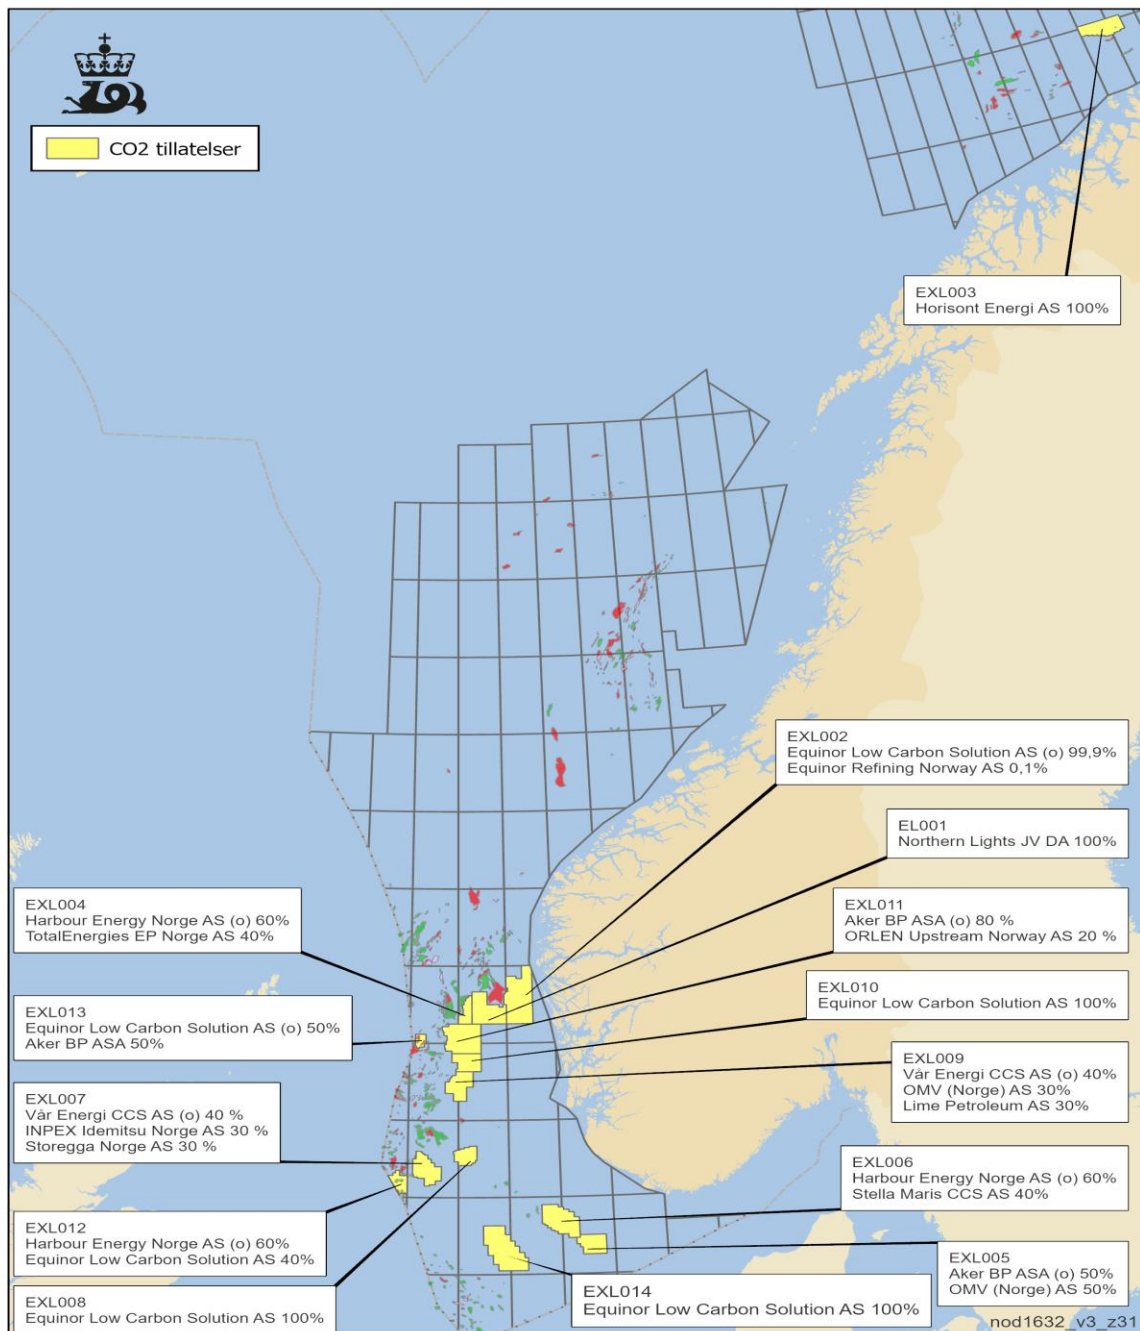 CO2 tillatelser
EXL003
Horisont Energi AS 100%
EXL002
Equinor Low Carbon Solution AS (o) 99,9%
Equinor Refining Norway AS 0,1%
EL001
Northern Lights JV DA 100%
EXL004
Harbour Energy Norge AS (o) 60%
TotalEnergies EP Norge AS 40%
EXL011
Aker BP ASA (o) 80 %
ORLEN Upstream Norway AS 20 %
EXL010
Equinor Low Carbon Solution AS 100%
EXL013
Equinor Low Carbon Solution AS (o) 50%
Aker BP ASA 50%
EXL009
Vår Energi CCS AS (o) 40%
OMV (Norge) AS 30%
Lime Petroleum AS 30%
EXL007
Vår Energi CCS AS (o) 40 %
INPEX Idemitsu Norge AS 30 %
Storegga Norge AS 30 %
EXL006
Harbour Energy Norge AS (o) 60%
Stella Maris CCS AS 40%
EXL012
Harbour Energy Norge AS (o) 60%
Equinor Low Carbon Solution AS 40%
EXL005
Aker BP ASA (o) 50%
OMV (Norge) AS 50%
EXL008
Equinor Low Carbon Solution AS 100%
EXL014
Equinor Low Carbon Solution AS 100%
nod1632_v3_z31